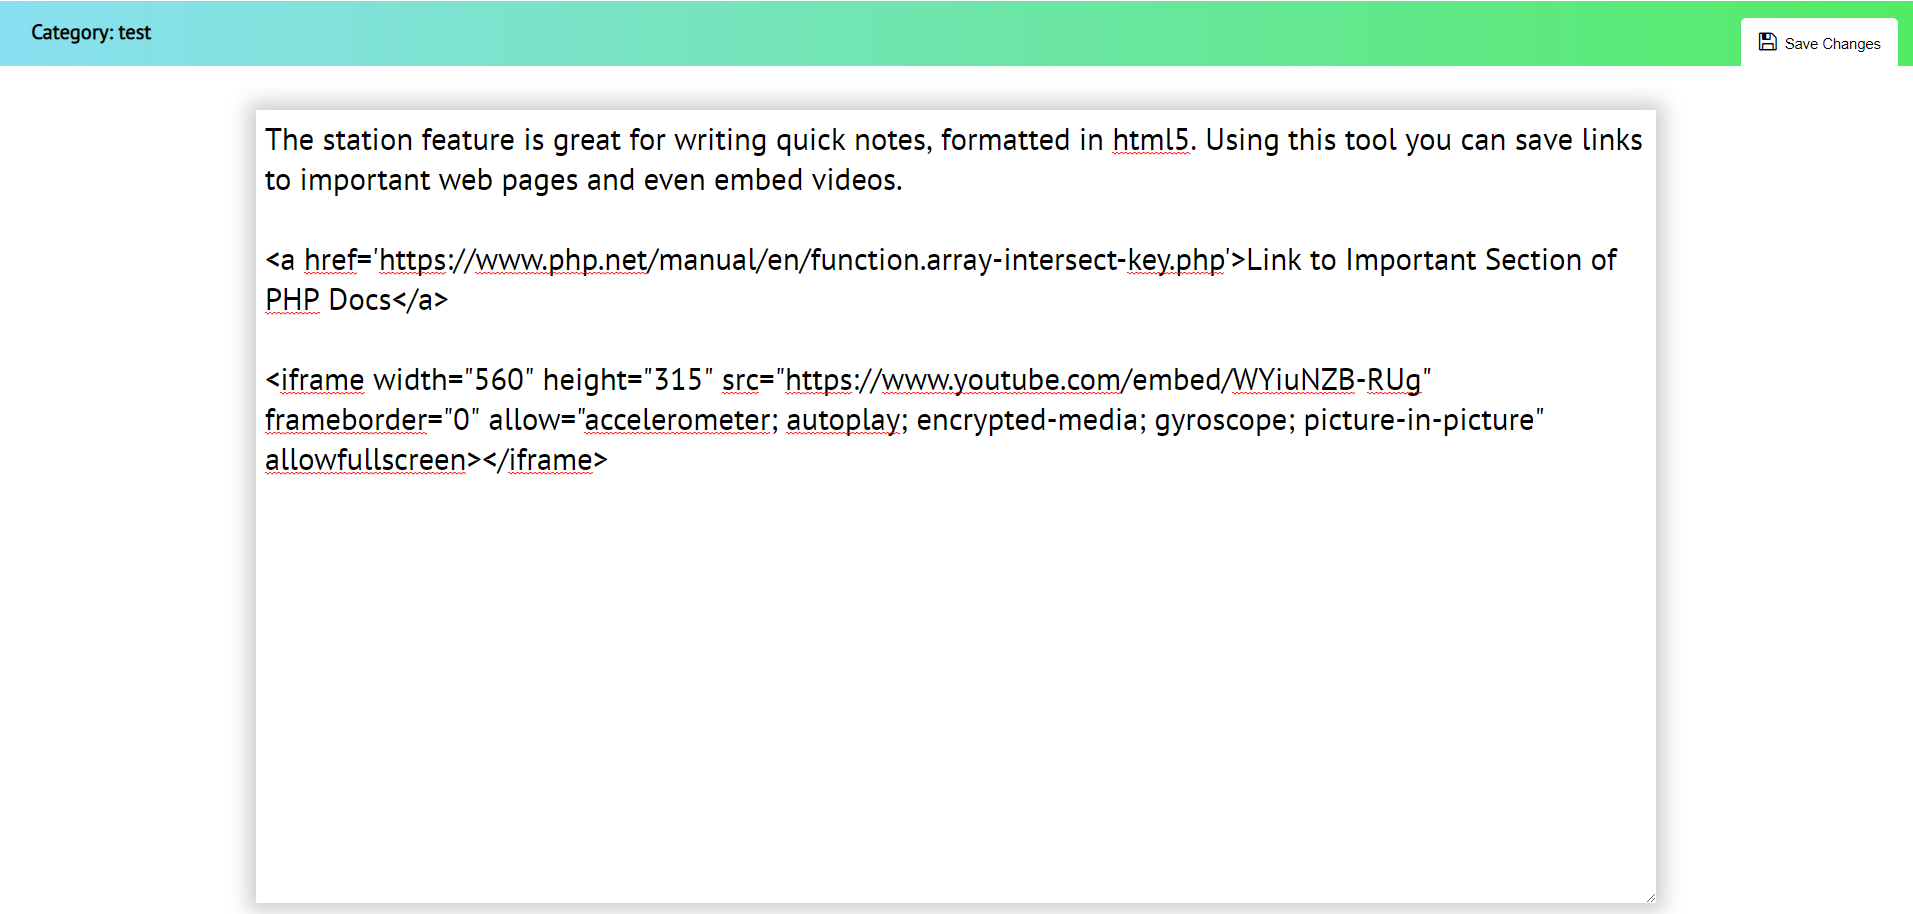 Category: test
Save Changes
The station feature is great for writing quick notes, formatted in html5. Using this tool you can save links
to important web pages and even embed videos.
<a href='https://www.php.net/manual/en/function.array-intersect-key.php'>Link to Important Section of
PHP Docs</a>
<iframe width="560" height="315" src="https://www.youtube.com/embed/WYiuNZB-RUg"
frameborder="0" allow="accelerometer; autoplay; encrypted-media; gyroscope; picture-in-picture"
allowfullscreen></iframe>